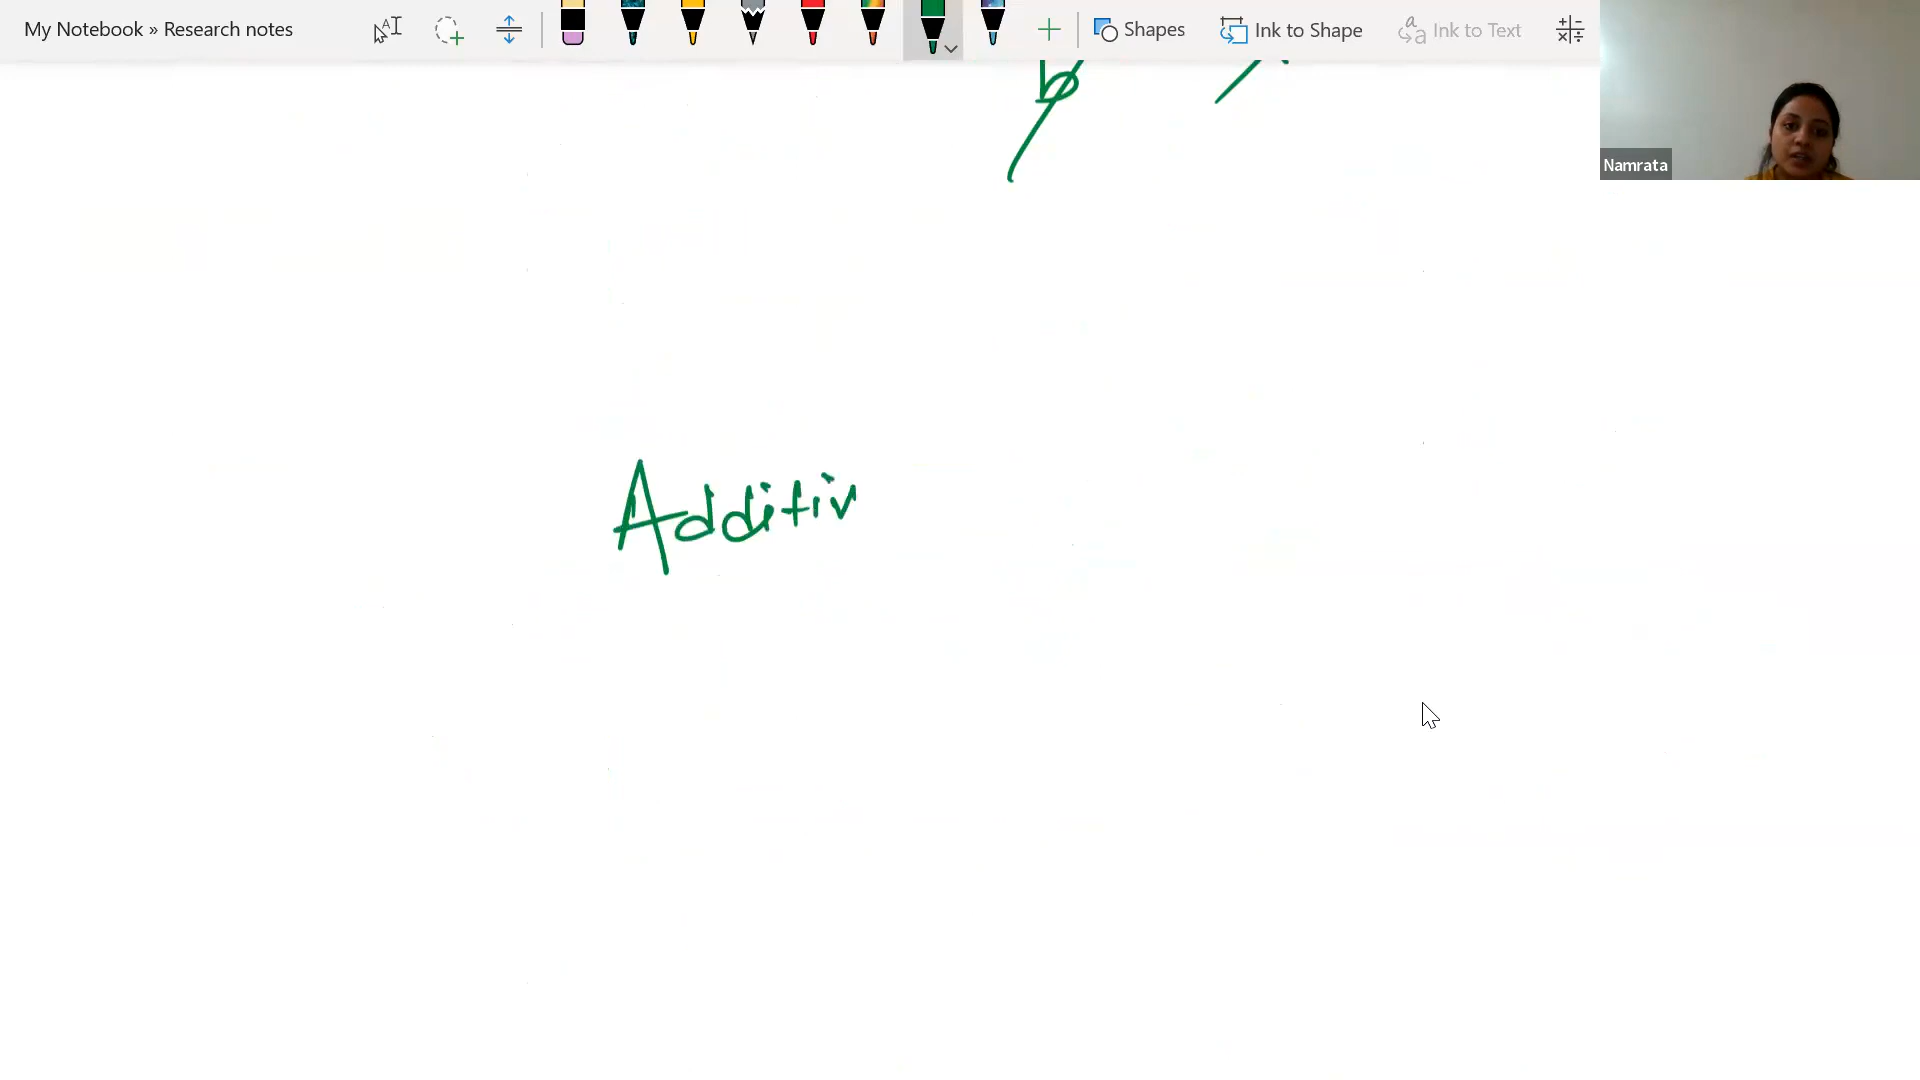 My Notebook » Research notes
Shapes
Ink to Shape
Ink to Text
Namrata
Additiv